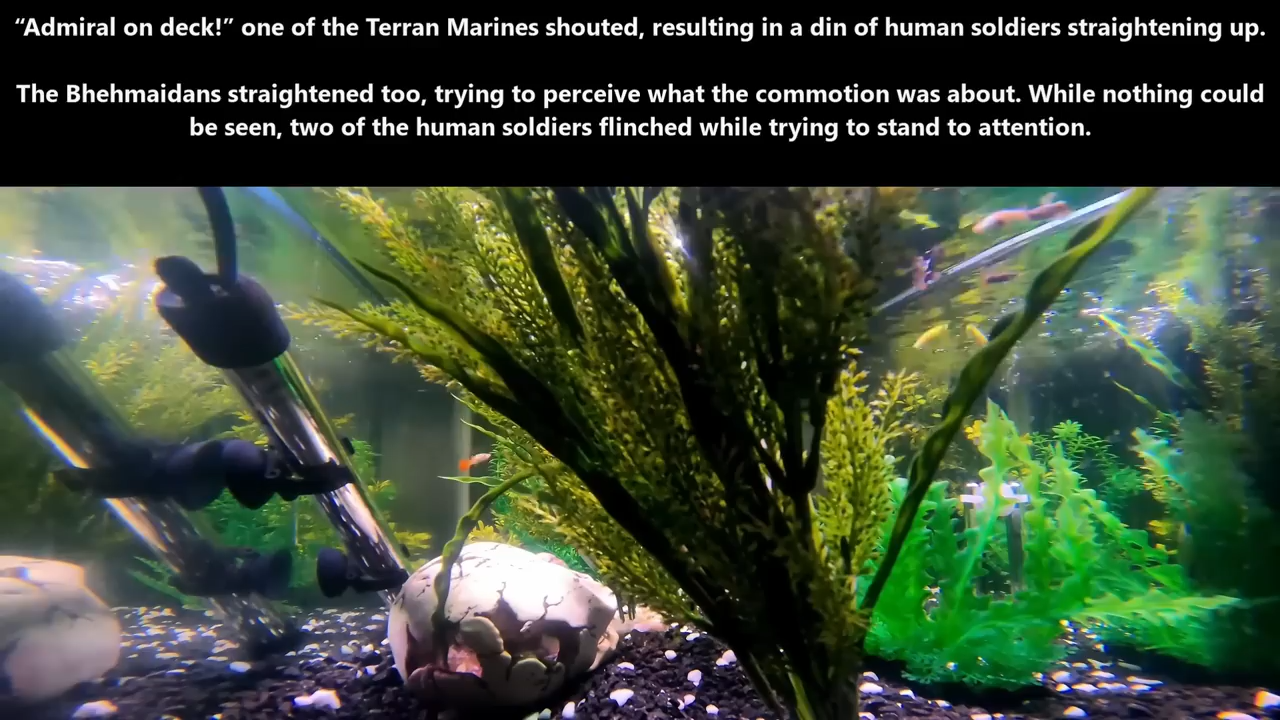 “Admiral on deck!” one of the Terran Marines shouted, resulting in a din of human soldiers straightening up.
The Bhehmaidans straightened too, trying to perceive what the commotion was about. While nothing could
be seen, two of the human soldiers flinched while trying to stand to attention.